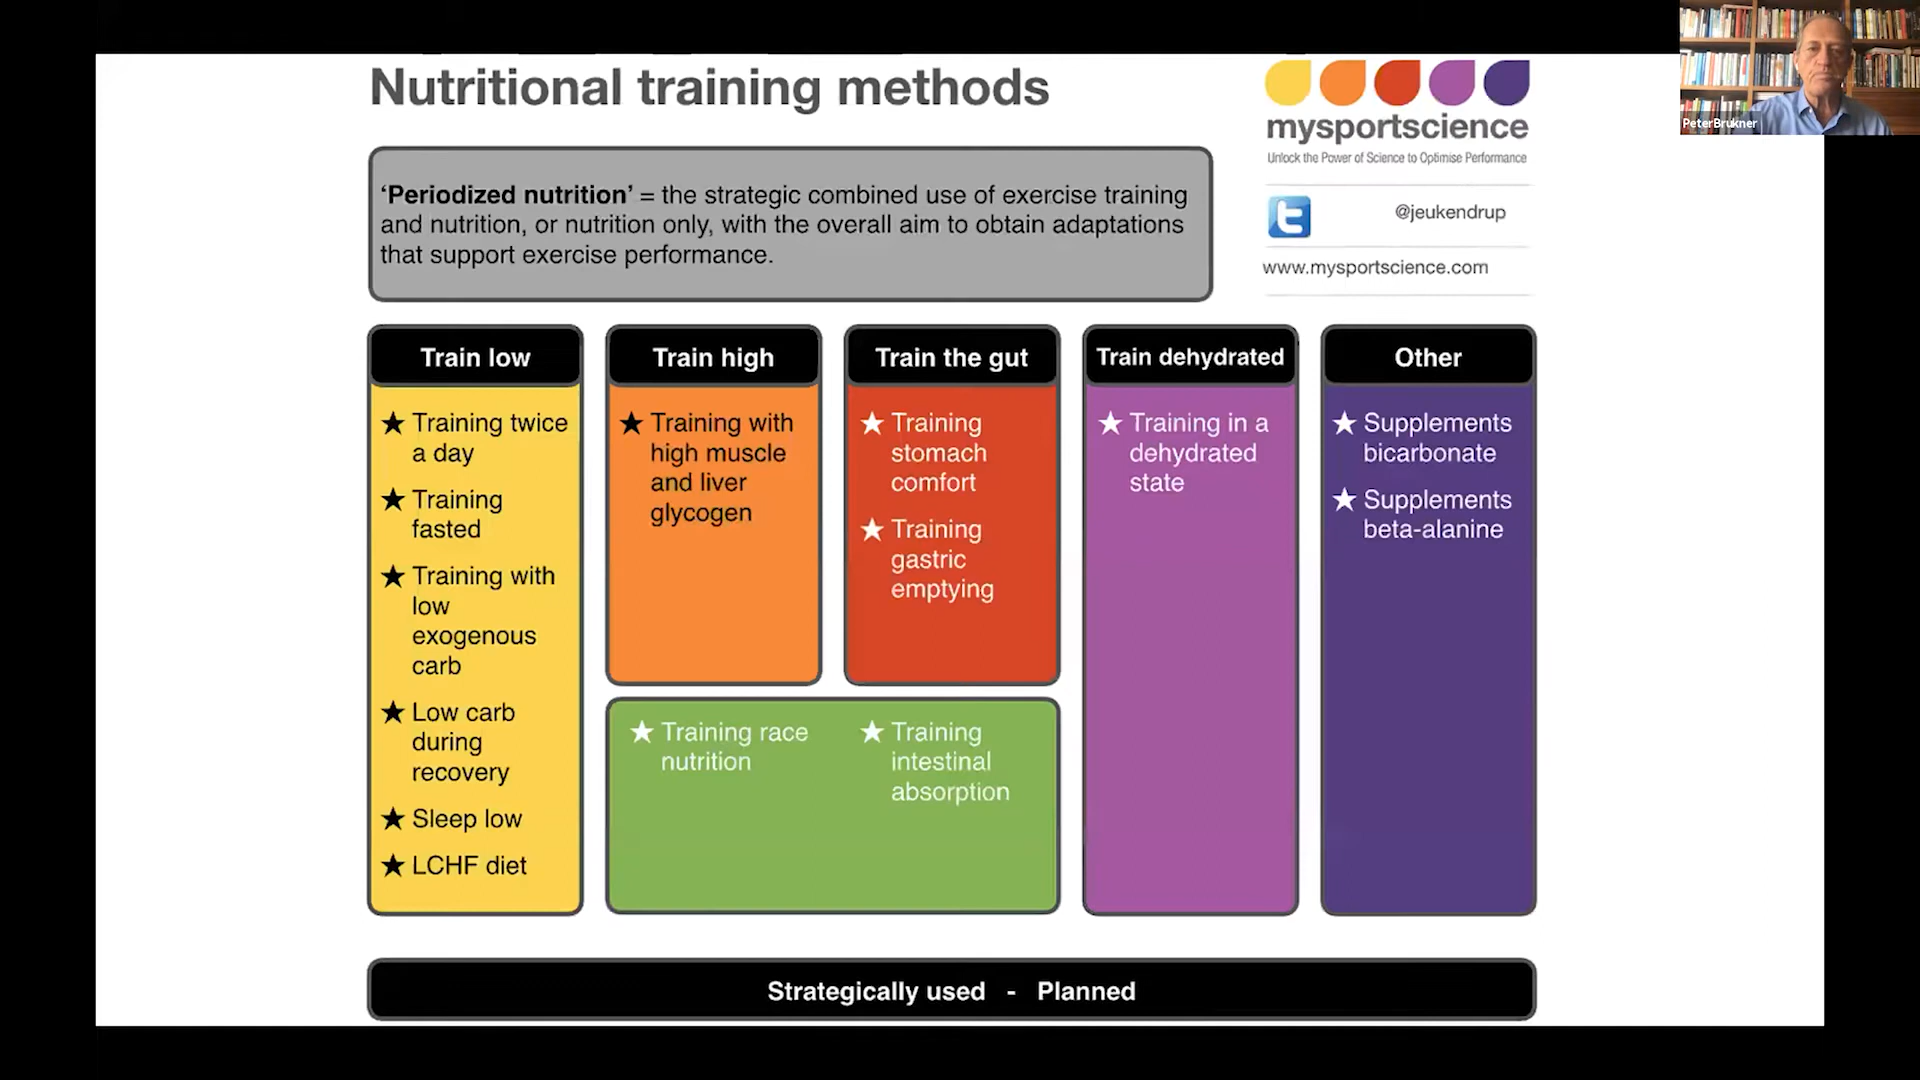 Nutritional training methods
mysportscience
Unlock the Power of Science to Optimise Performance
@jeukendrup
www.mysportscience.com
‘Periodized nutrition’ = the strategic combined use of exercise training
and nutrition, or nutrition only, with the overall aim to obtain adaptations
that support exercise performance.
Train low
★ Training twice
a day
★ Training
fasted
★ Training with
low
exogenous
carb
★ Low carb
during
recovery
★ Sleep low
★ LCHF diet
Train high
★ Training with
high muscle
and liver
glycogen
Train the gut
★ Training
stomach
comfort
★ Training
gastric
emptying
★ Training race
nutrition
★ Training
intestinal
absorption
Train dehydrated
★ Training in a
dehydrated
state
Other
★ Supplements
bicarbonate
★ Supplements
beta-alanine
Strategically used - Planned
PeterBrukner